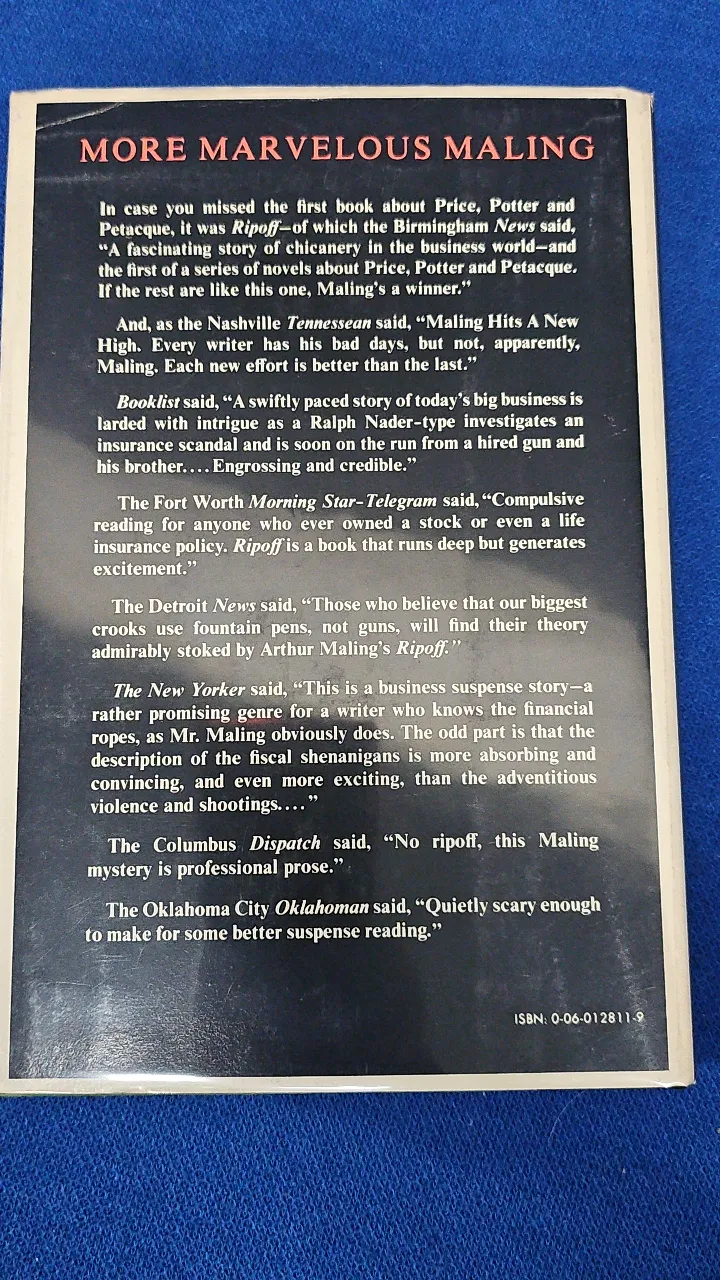 MORE MARVELOUS MALING
In case you missed the first book about Price, Potter and
Petacque, it was Ripoff—of which the Birmingham News said,
“A fascinating story of chicanery in the business world—and
the first of a series of novels about Price, Potter and Petacque.
If the rest are like this one, Maling’s a winner.”
And, as the Nashville Tennessean said, “Maling Hits A New
High. Every writer has his bad days, but not, apparently,
Maling. Each new effort is better than the last.”
Booklist said, “A swiftly paced story of today’s big business is
larded with intrigue as a Ralph Nader-type investigates an
insurance scandal and is soon on the run from a hired gun and
his brother.... Engrossing and credible.”
The Fort Worth Morning Star-Telegram said, “Compulsive
reading for anyone who ever owned a stock or even a life
insurance policy. Ripoff is a book that runs deep but generates
excitement.”
The Detroit News said, “Those who believe that our biggest
crooks use fountain pens, not guns, will find their theory
admirably stoked by Arthur Maling’s Ripoff.”
The New Yorker said, “This is a business suspense story—a
rather promising genre for a writer who knows the financial
ropes, as Mr. Maling obviously does. The odd part is that the
description of the fiscal shenanigans is more absorbing and
convincing, and even more exciting, than the adventitious
violence and shootings....”
The Columbus Dispatch said, “No ripoff, this Maling
mystery is professional prose.”
The Oklahoma City Oklahoman said, “Quietly scary enough
to make for some better suspense reading.”
ISBN: 0-06-012811-9